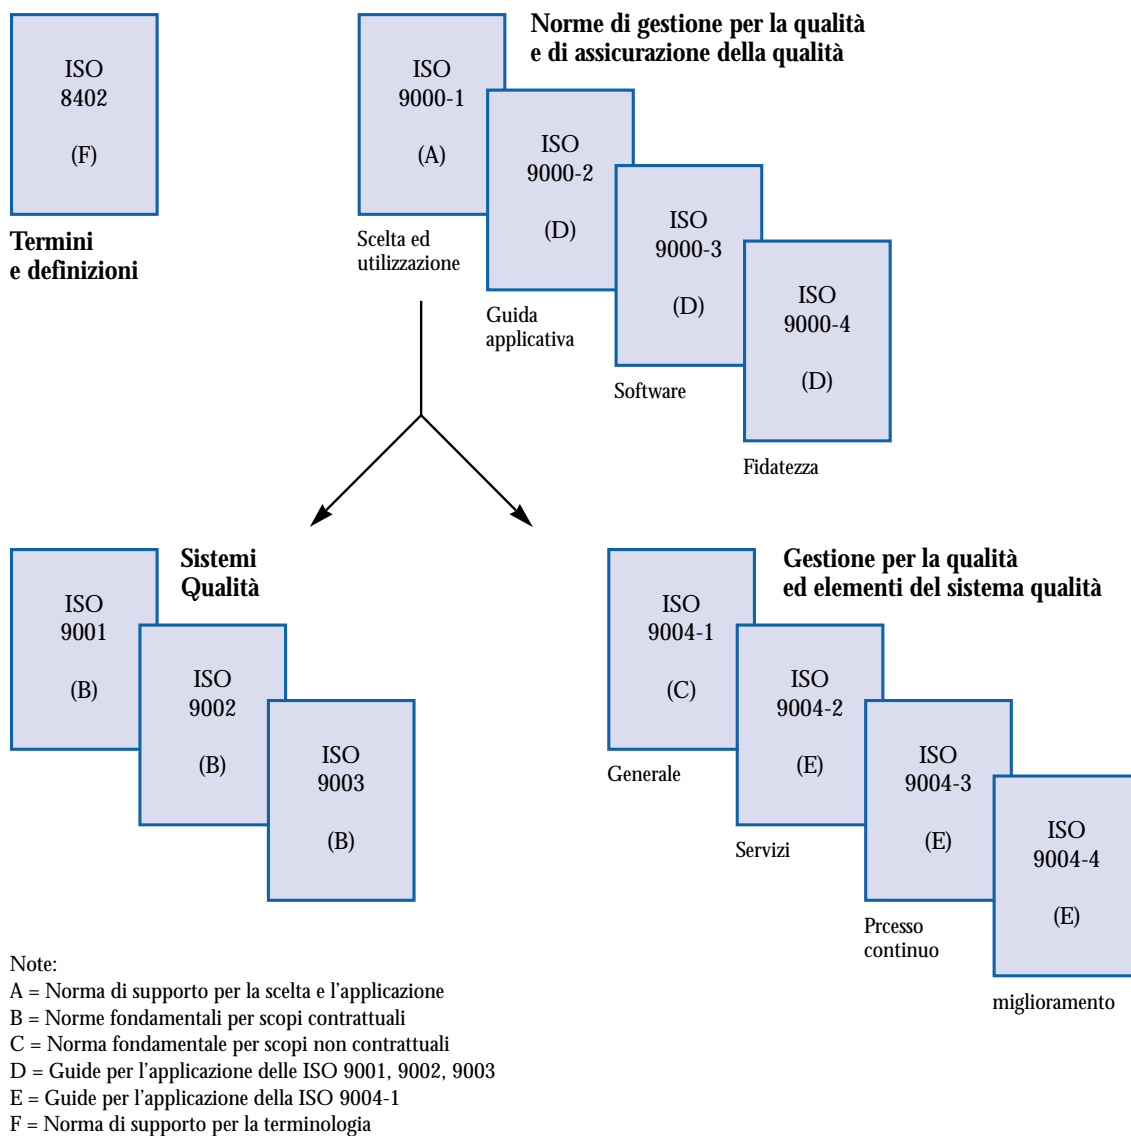 ISO
8402
(F)
Termini
e definizioni
Norme di gestione per la qualità
e di assicurazione della qualità
ISO
9000-1
(A)
Scelta ed
utilizzazione
ISO
9000-2
(D)
Guida
applicativa
ISO
9000-3
(D)
Software
ISO
9000-4
(D)
Fidatezza
Sistemi
Qualità
ISO
9001
(B)
ISO
9002
(B)
ISO
9003
(B)
Gestione per la qualità
ed elementi del sistema qualità
ISO
9004-1
(C)
Generale
ISO
9004-2
(E)
Servizi
ISO
9004-3
(E)
Prcesso
continuo
ISO
9004-4
(E)
miglioramento
Note:
A = Norma di supporto per la scelta e l'applicazione
B = Norme fondamentali per scopi contrattuali
C = Norma fondamentale per scopi non contrattuali
D = Guide per l'applicazione delle ISO 9001, 9002, 9003
E = Guide per l'applicazione della ISO 9004-1
F = Norma di supporto per la terminologia